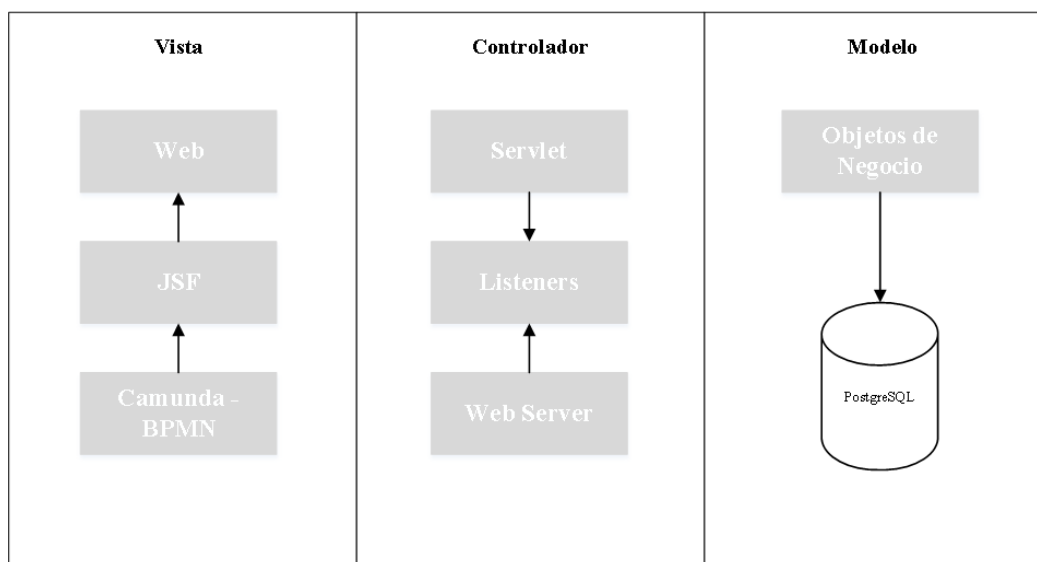 Vista
Web
JSF
Camunda -
BPMN
Controlador
Servlet
Listeners
Web Server
Modelo
Objetos de
Negocio
PostgreSQL